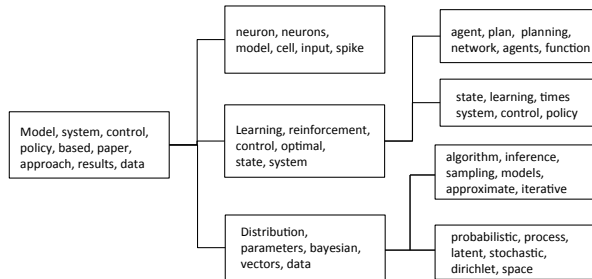 Model, system, control,
policy, based, paper,
approach, results, data
neuron, neurons,
model, cell, input, spike
Learning, reinforcement,
control, optimal,
state, system
Distribution,
parameters, bayesian,
vectors, data
agent, plan, planning,
network, agents, function
state, learning, times
system, control, policy
algorithm, inference,
sampling, models,
approximate, iterative
probabilistic, process,
latent, stochastic,
dirichlet, space